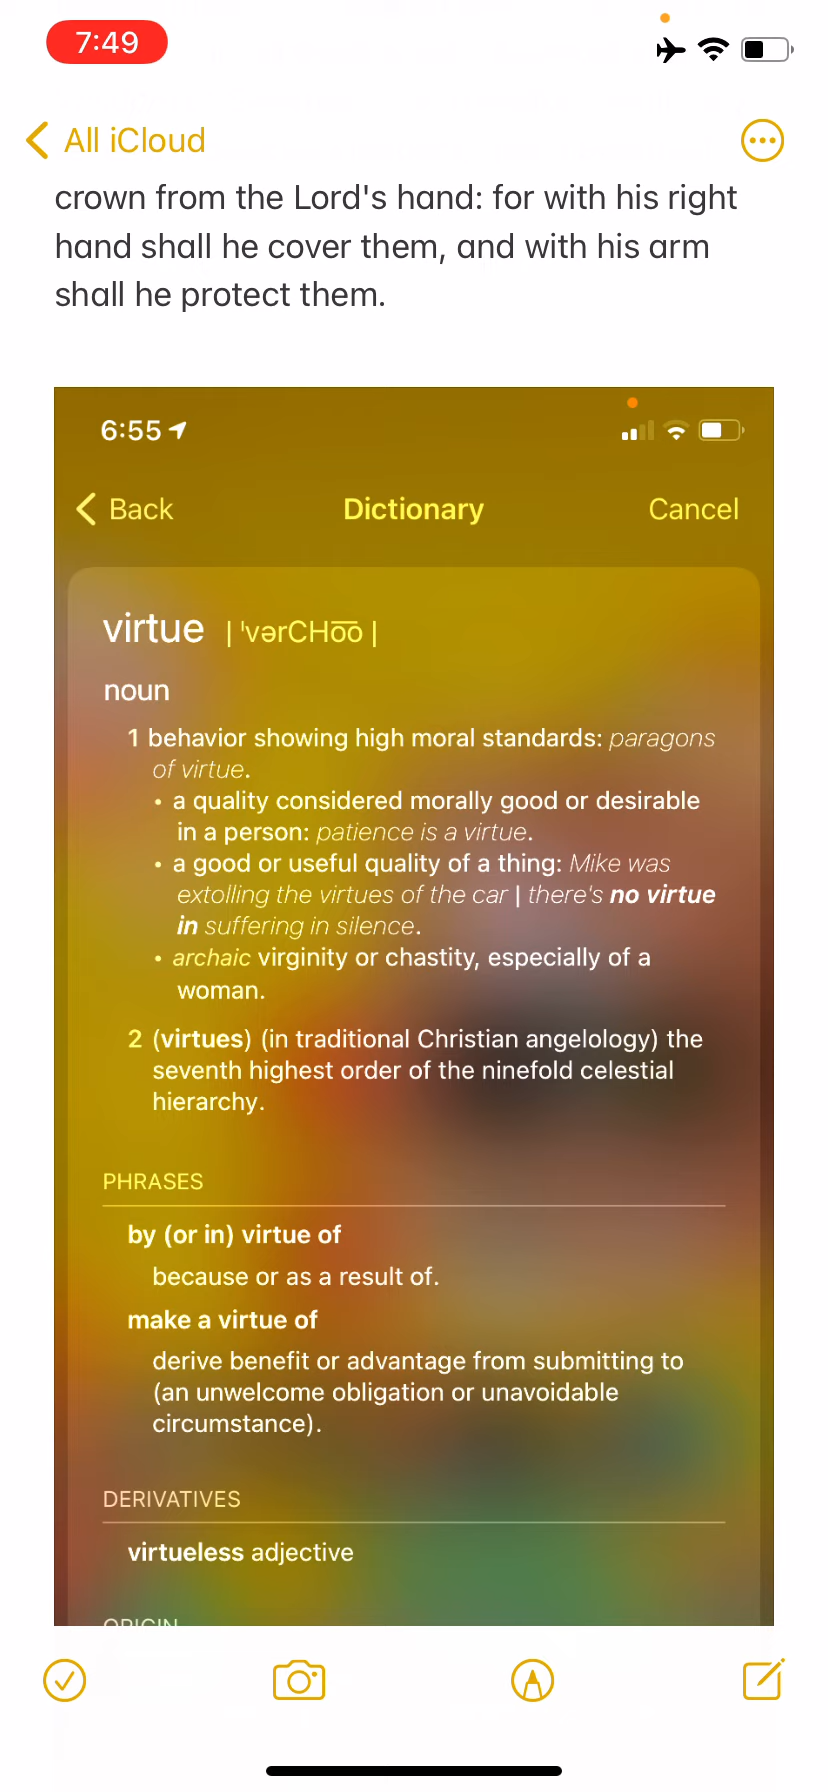 7:49
All iCloud
crown from the Lord's hand: for with his right
hand shall he cover them, and with his arm
shall he protect them.
6:55
Back Dictionary Cancel
virtue | ˈvərCHo͞o |
noun
1 behavior showing high moral standards: paragons
of virtue.
• a quality considered morally good or desirable
in a person: patience is a virtue.
• a good or useful quality of a thing: Mike was
extolling the virtues of the car | there's no virtue
in suffering in silence.
• archaic virginity or chastity, especially of a
woman.
2 (virtues) (in traditional Christian angelology) the
seventh highest order of the ninefold celestial
hierarchy.
PHRASES
by (or in) virtue of
because or as a result of.
make a virtue of
derive benefit or advantage from submitting to
(an unwelcome obligation or unavoidable
circumstance).
DERIVATIVES
virtueless adjective
ORIGIN